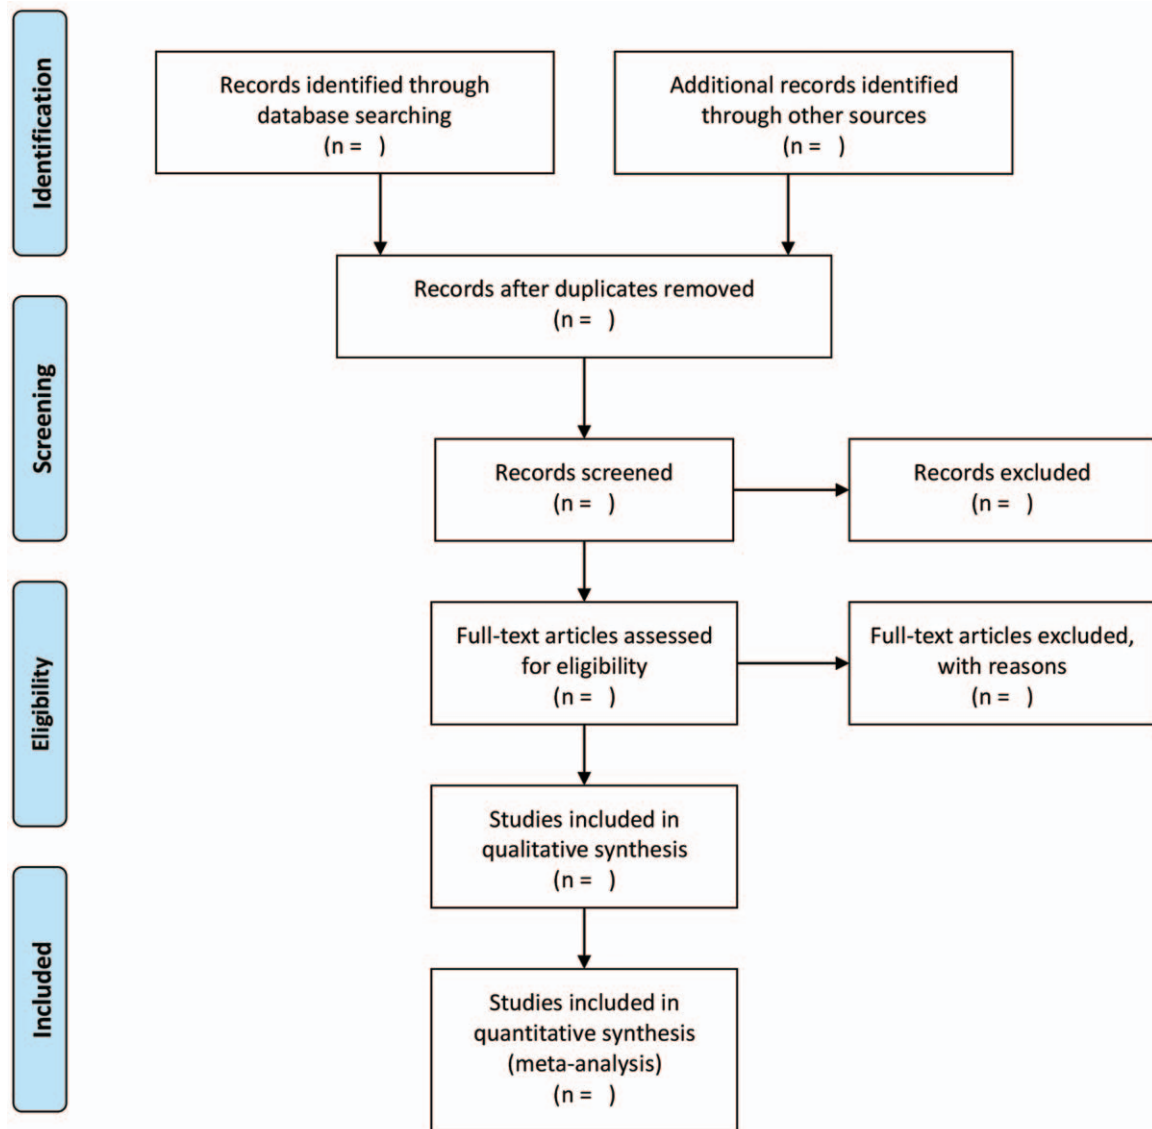 Identification
Records identified through
database searching
(n =   )
Additional records identified
through other sources
(n =   )
Records after duplicates removed
(n =   )
Screening
Records screened
(n =   )
Records excluded
(n =   )
Eligibility
Full-text articles assessed
for eligibility
(n =   )
Full-text articles excluded,
with reasons
(n =   )
Studies included in
qualitative synthesis
(n =   )
Included
Studies included in
quantitative synthesis
(meta-analysis)
(n =   )